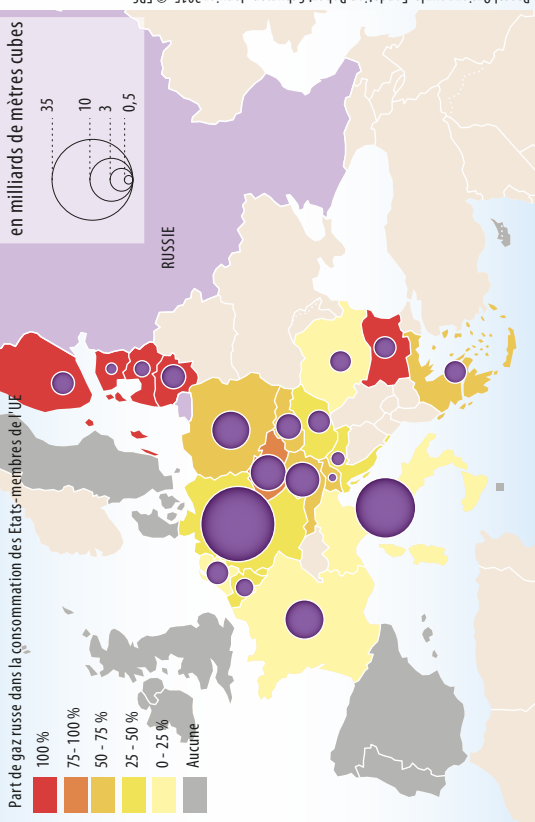 Part de gaz russe dans la consommation des Etats-membres de l'UE
100 %
75 - 100 %
50 - 75 %
25 - 50 %
0 - 25 %
Aucune
RUSSIE
en milliards de mètres cubes
35
10
3
0,5